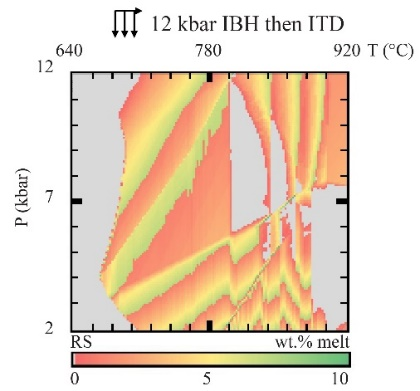 12 kbar IBH then ITD
640 780 920 T (°C)
12
P (kbar)
7
2
RS wt.% melt
0 5 10